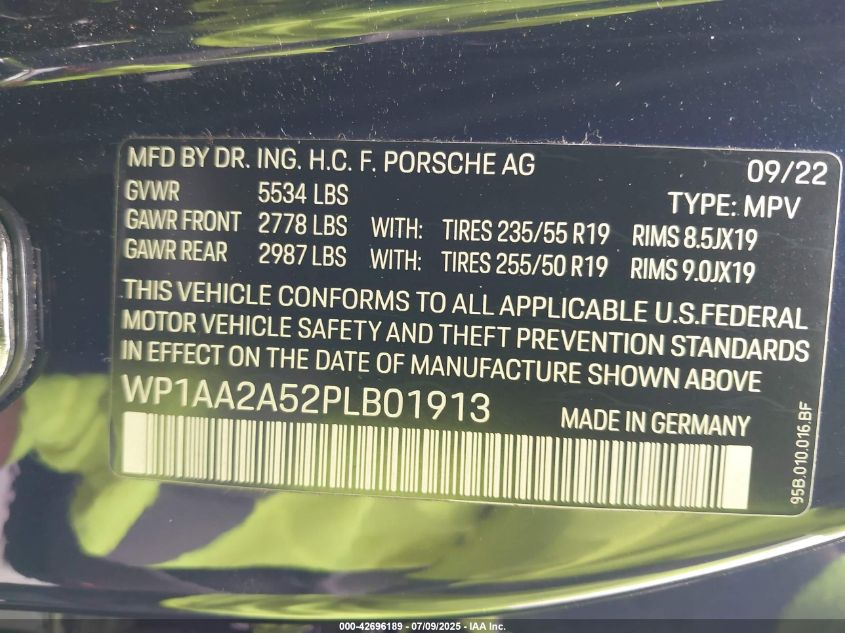 MFD BY DR. ING. H.C. F. PORSCHE AG 09/22
GVWR 5534 LBS TYPE: MPV
GAWR FRONT 2778 LBS WITH: TIRES 235/55 R19 RIMS 8.5JX19
GAWR REAR 2987 LBS WITH: TIRES 255/50 R19 RIMS 9.0JX19
THIS VEHICLE CONFORMS TO ALL APPLICABLE U.S.FEDERAL
MOTOR VEHICLE SAFETY AND THEFT PREVENTION STANDARDS
IN EFFECT ON THE DATE OF MANUFACTURE SHOWN ABOVE
WP1AA2A52PLB01913
MADE IN GERMANY
95B.010.016.BF
000-42696189 - 07/09/2025 - IAA Inc.